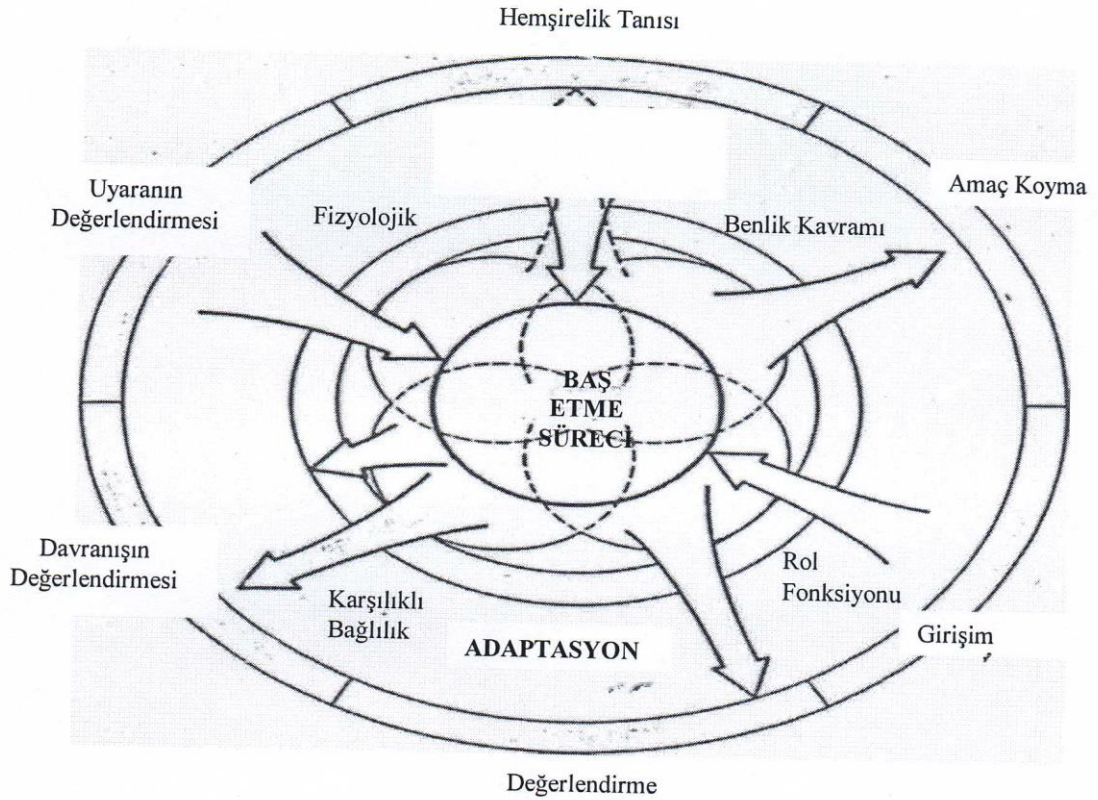 Hemşirelik Tanısı
Uyaranın
Değerlendirmesi
Amaç Koyma
Fizyolojik
Benlik Kavramı
BAŞ
ETME
SÜRECİ
Davranışın
Değerlendirmesi
Rol
Fonksiyonu
Karşılıklı
Bağlılık
Girişim
ADAPTASYON
Değerlendirme